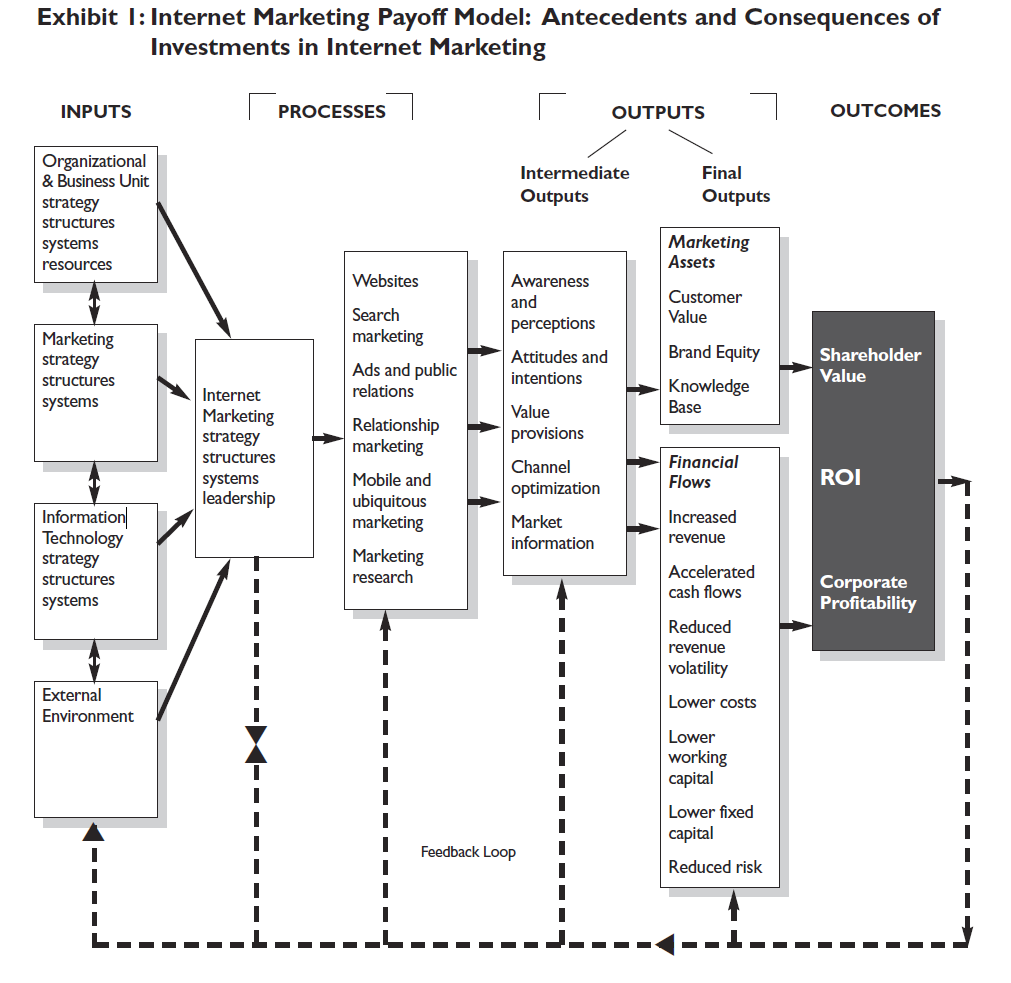 Exhibit 1: Internet Marketing Payoff Model: Antecedents and Consequences of
Investments in Internet Marketing
INPUTS
PROCESSES
OUTPUTS
OUTCOMES
Intermediate
Outputs
Final
Outputs
Organizational
& Business Unit
strategy
structures
systems
resources
Marketing
strategy
structures
systems
Information
Technology
strategy
structures
systems
External
Environment
Internet
Marketing
strategy
structures
systems
leadership
Websites
Search
marketing
Ads and public
relations
Relationship
marketing
Mobile and
ubiquitous
marketing
Marketing
research
Awareness
and
perceptions
Attitudes and
intentions
Value
provisions
Channel
optimization
Market
information
Marketing
Assets
Customer
Value
Brand Equity
Knowledge
Base
Financial
Flows
Increased
revenue
Accelerated
cash flows
Reduced
revenue
volatility
Lower costs
Lower
working
capital
Lower fixed
capital
Reduced risk
Shareholder
Value
ROI
Corporate
Profitability
Feedback Loop